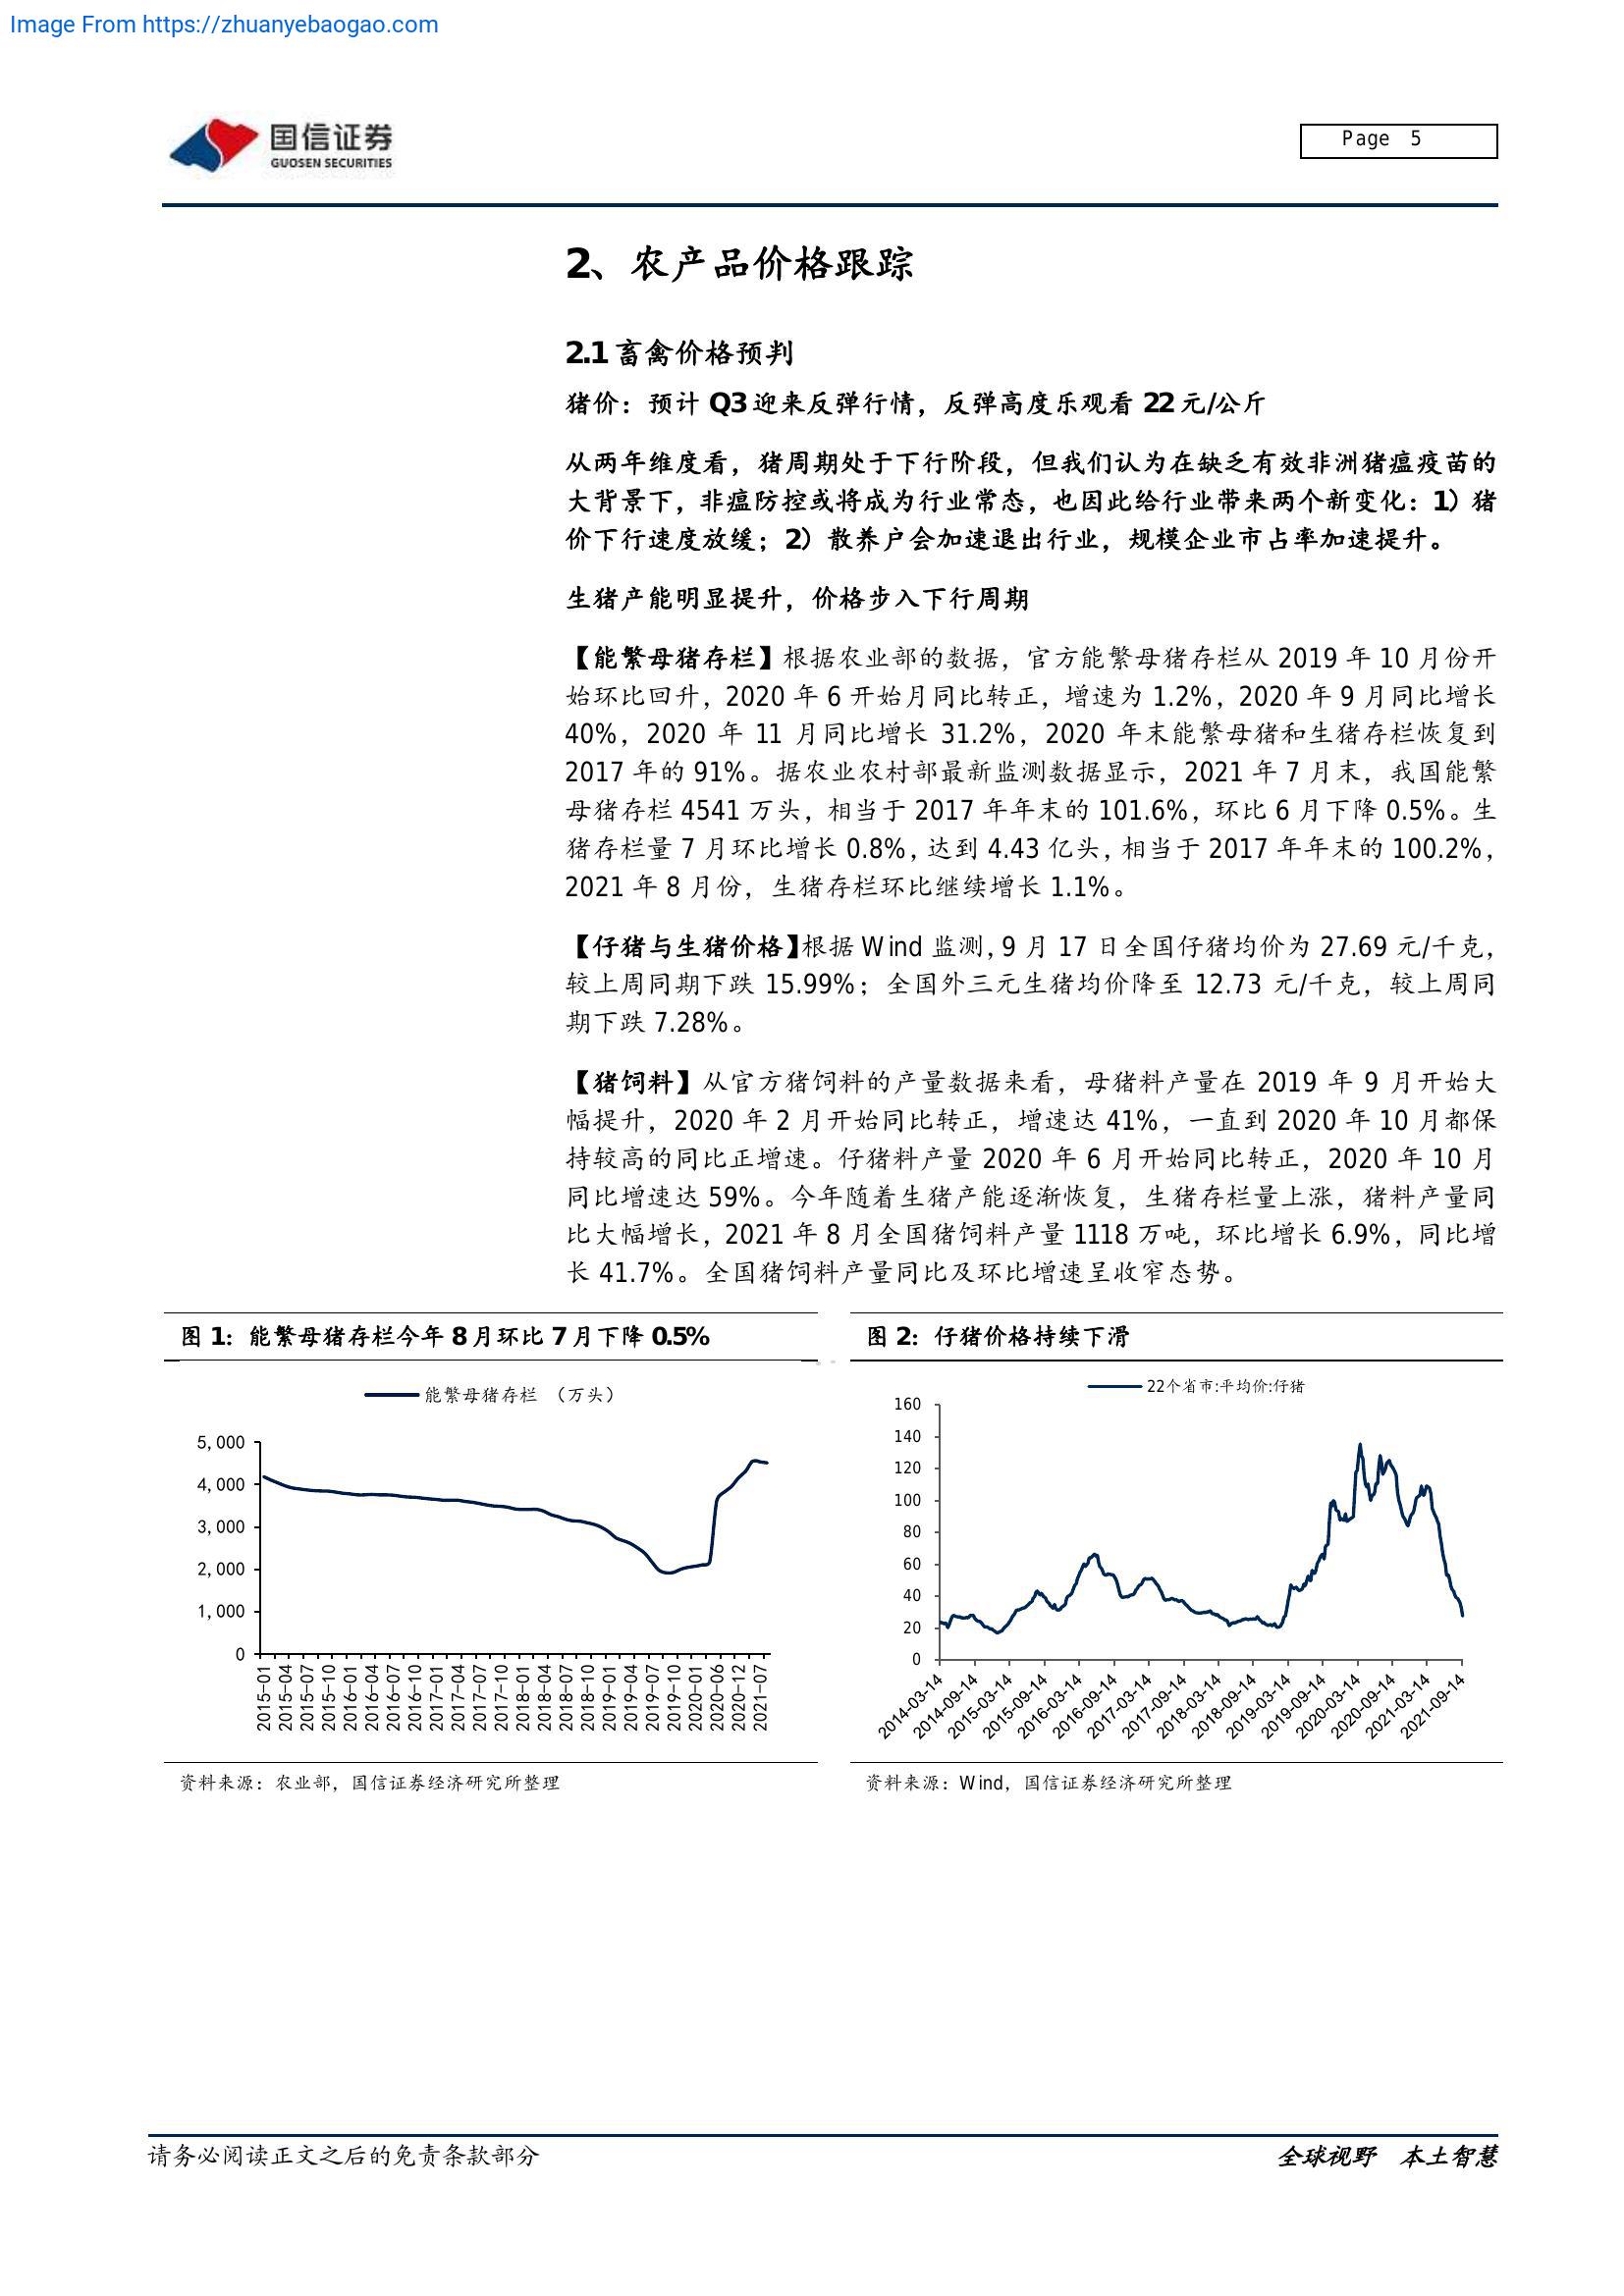 Image From https://zhuanyebaogao.com
国信证券
GUOSEN SECURITIES
Page 5
2、农产品价格跟踪
2.1 畜禽价格预判
猪价：预计 Q3 迎来反弹行情，反弹高度乐观看 22 元/公斤
从两年维度看，猪周期处于下行阶段，但我们认为在缺乏有效非洲猪瘟疫苗的
大背景下，非瘟防控或将成为行业常态，也因此给行业带来两个新变化：1）猪
价下行速度放缓；2）散养户会加速退出行业，规模企业市占率加速提升。
生猪产能明显提升，价格步入下行周期
【能繁母猪存栏】根据农业部的数据，官方能繁母猪存栏从 2019 年 10 月份开
始环比回升，2020 年 6 开始月同比转正，增速为 1.2%，2020 年 9 月同比增长
40%，2020 年 11 月同比增长 31.2%，2020 年末能繁母猪和生猪存栏恢复到
2017 年的 91%。据农业农村部最新监测数据显示，2021 年 7 月末，我国能繁
母猪存栏 4541 万头，相当于 2017 年年末的 101.6%，环比 6 月下降 0.5%。生
猪存栏量 7 月环比增长 0.8%，达到 4.43 亿头，相当于 2017 年年末的 100.2%，
2021 年 8 月份，生猪存栏环比继续增长 1.1%。
【仔猪与生猪价格】根据 Wind 监测，9 月 17 日全国仔猪均价为 27.69 元/千克，
较上周同期下跌 15.99%；全国外三元生猪均价降至 12.73 元/千克，较上周同
期下跌 7.28%。
【猪饲料】从官方猪饲料的产量数据来看，母猪料产量在 2019 年 9 月开始大
幅提升，2020 年 2 月开始同比转正，增速达 41%，一直到 2020 年 10 月都保
持较高的同比正增速。仔猪料产量 2020 年 6 月开始同比转正，2020 年 10 月
同比增速达 59%。今年随着生猪产能逐渐恢复，生猪存栏量上涨，猪料产量同
比大幅增长，2021 年 8 月全国猪饲料产量 1118 万吨，环比增长 6.9%，同比增
长 41.7%。全国猪饲料产量同比及环比增速呈收窄态势。
图 1：能繁母猪存栏今年 8 月环比 7 月下降 0.5%
能繁母猪存栏 （万头）
5,000
4,000
3,000
2,000
1,000
0
2015-01
2015-04
2015-07
2015-10
2016-01
2016-04
2016-07
2016-10
2017-01
2017-04
2017-07
2017-10
2018-01
2018-04
2018-07
2018-10
2019-01
2019-04
2019-07
2019-10
2020-01
2020-06
2020-12
2021-07
资料来源：农业部，国信证券经济研究所整理
图 2：仔猪价格持续下滑
22个省市:平均价:仔猪
160
140
120
100
80
60
40
20
0
2014-03-14
2014-09-14
2015-03-14
2015-09-14
2016-03-14
2016-09-14
2017-03-14
2017-09-14
2018-03-14
2018-09-14
2019-03-14
2019-09-14
2020-03-14
2020-09-14
2021-03-14
2021-09-14
资料来源：Wind，国信证券经济研究所整理
请务必阅读正文之后的免责条款部分
全球视野 本土智慧